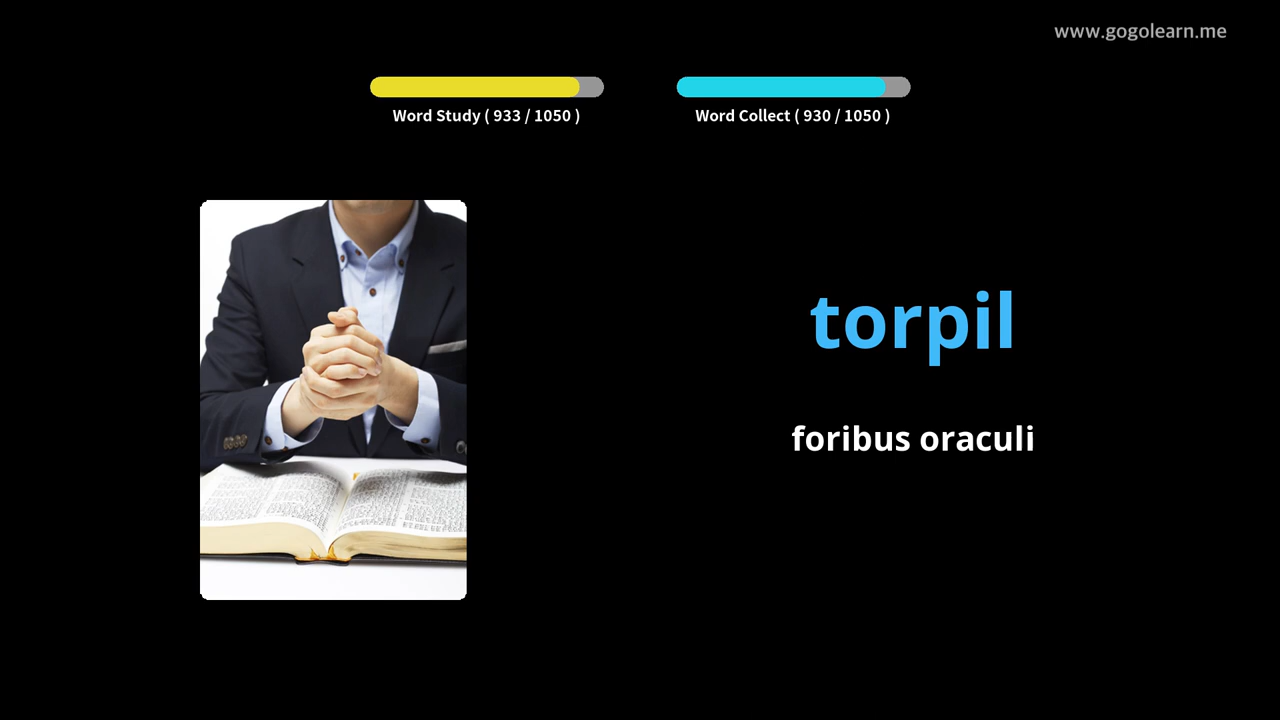 www.gogolearn.me
Word Study ( 933 / 1050 )
Word Collect ( 930 / 1050 )
torpil
foribus oraculi